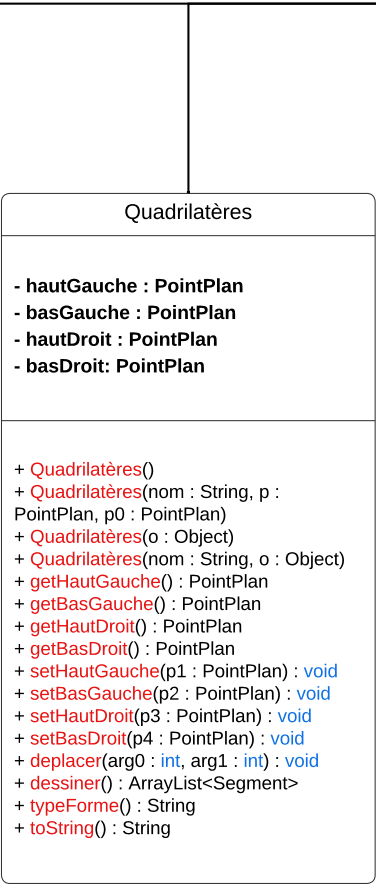 Quadrilatères
- hautGauche : PointPlan
- basGauche : PointPlan
- hautDroit : PointPlan
- basDroit: PointPlan
+ Quadrilatères()
+ Quadrilatères(nom : String, p :
PointPlan, p0 : PointPlan)
+ Quadrilatères(o : Object)
+ Quadrilatères(nom : String, o : Object)
+ getHautGauche() : PointPlan
+ getBasGauche() : PointPlan
+ getHautDroit() : PointPlan
+ getBasDroit() : PointPlan
+ setHautGauche(p1 : PointPlan) : void
+ setBasGauche(p2 : PointPlan) : void
+ setHautDroit(p3 : PointPlan) : void
+ setBasDroit(p4 : PointPlan) : void
+ deplacer(arg0 : int, arg1 : int) : void
+ dessiner() : ArrayList<Segment>
+ typeForme() : String
+ toString() : String